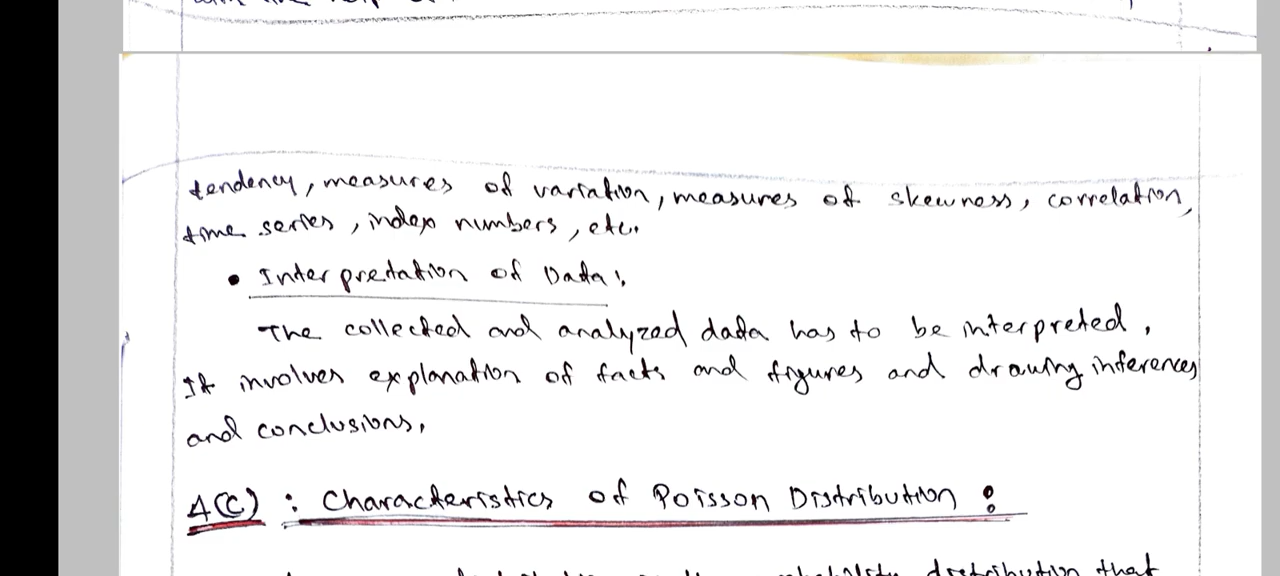 tendency, measures of variation, measures of skewness, correlation,
time series, index numbers, etc.
• Interpretation of Data:
The collected and analyzed data has to be interpreted.
It involves explanation of facts and figures and drawing inferences
and conclusions.
4(C) : Characteristics of Poisson Distribution :
distribution that